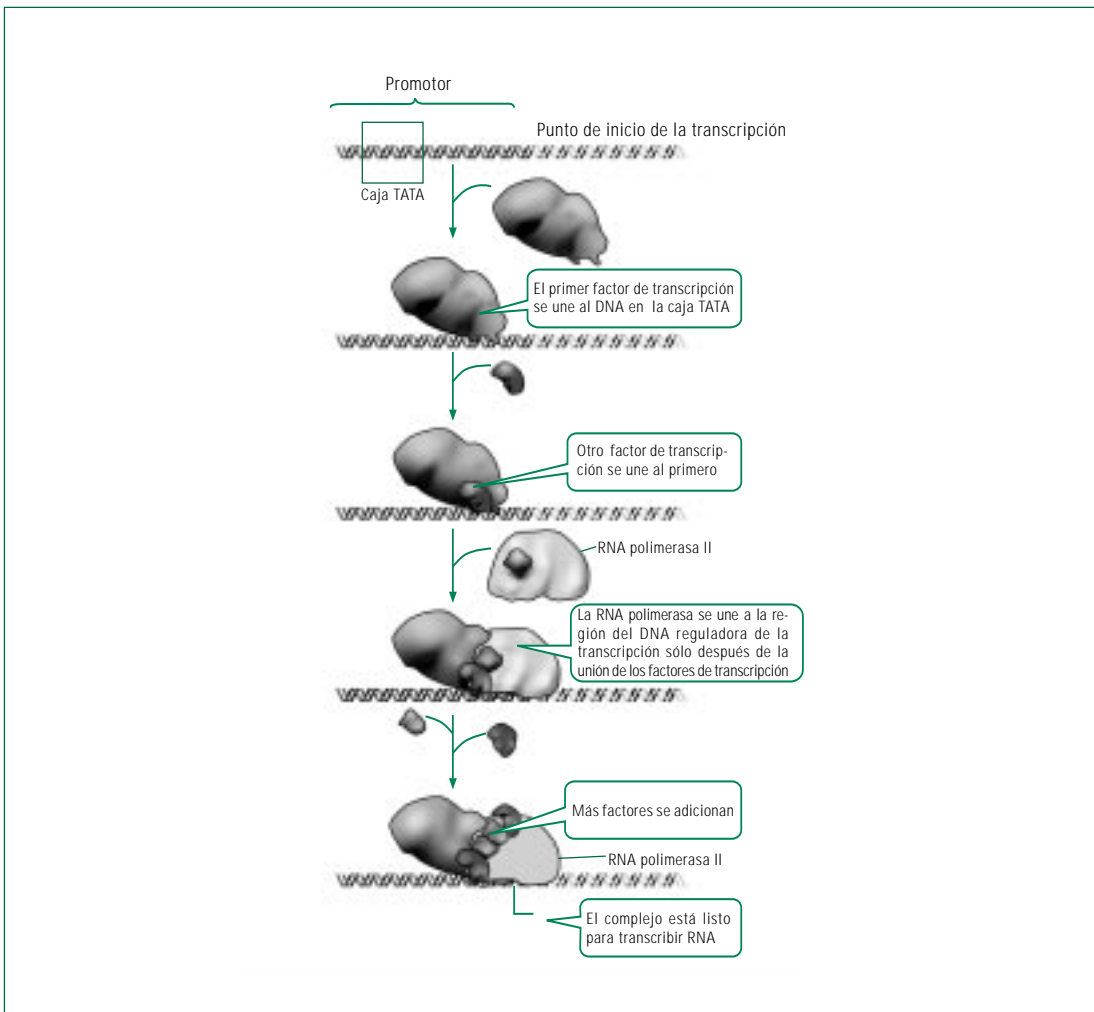 Promotor
Punto de inicio de la transcripción
Caja TATA
El primer factor de transcripción
se une al DNA en la caja TATA
Otro factor de transcrip-
ción se une al primero
RNA polimerasa II
La RNA polimerasa se une a la re-
gión del DNA reguladora de la
transcripción sólo después de la
unión de los factores de transcripción
Más factores se adicionan
RNA polimerasa II
El complejo está listo
para transcribir RNA